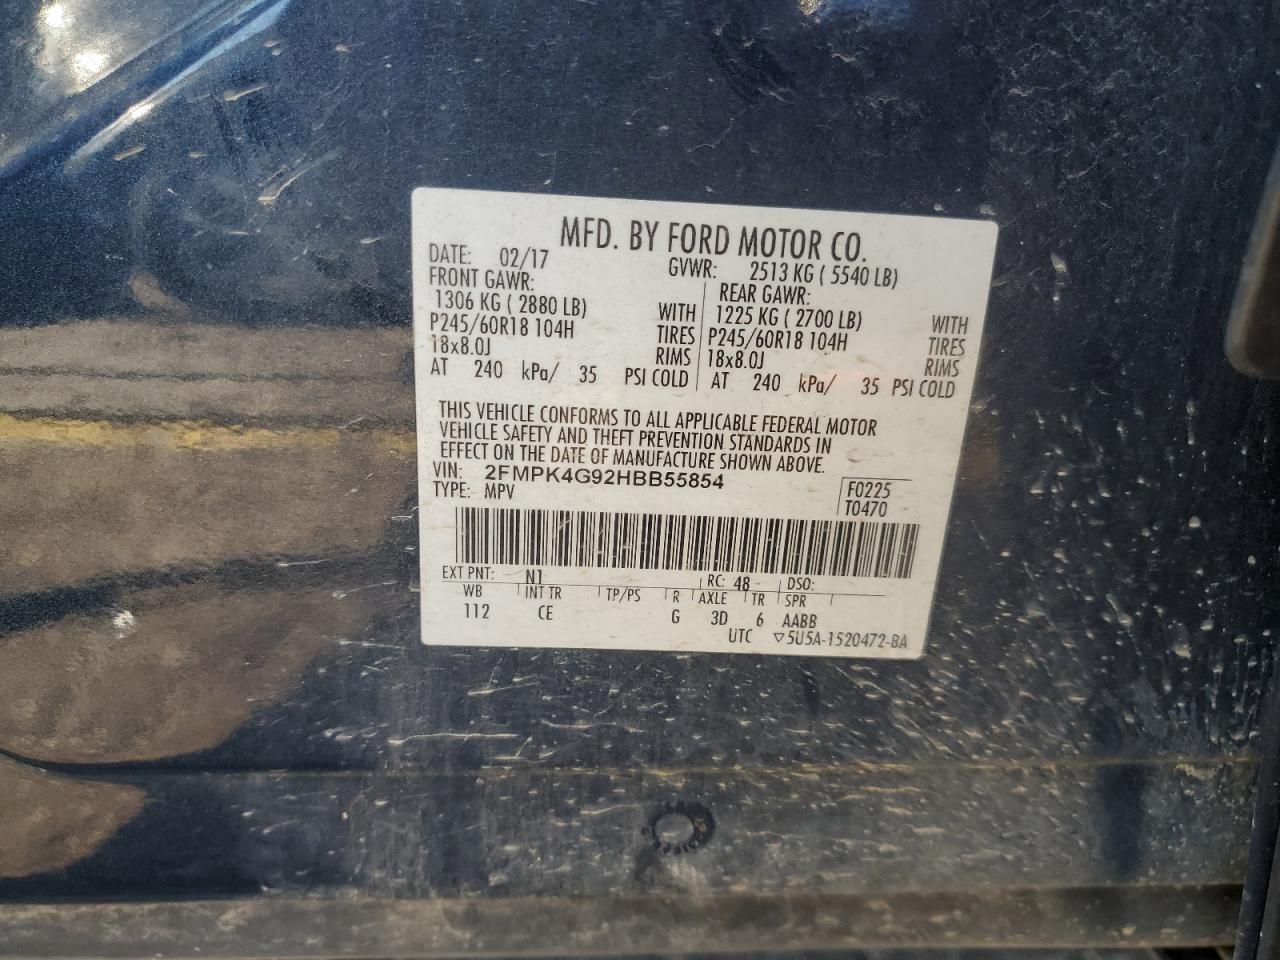 MFD. BY FORD MOTOR CO.
DATE: 02/17 GVWR: 2513 KG ( 5540 LB)
FRONT GAWR: REAR GAWR:
1306 KG ( 2880 LB) WITH 1225 KG ( 2700 LB) WITH
P245/60R18 104H TIRES P245/60R18 104H TIRES
18x8.0J RIMS 18x8.0J RIMS
AT 240 kPa/ 35 PSI COLD AT 240 kPa/ 35 PSI COLD
THIS VEHICLE CONFORMS TO ALL APPLICABLE FEDERAL MOTOR
VEHICLE SAFETY AND THEFT PREVENTION STANDARDS IN
EFFECT ON THE DATE OF MANUFACTURE SHOWN ABOVE.
VIN: 2FMPK4G92HBB55854
TYPE: MPV F0225
T0470
EXT PNT: N1 RC: 48 DSO:
WB INT TR TP/PS R AXLE TR SPR
112 CE G 3D 6 AABB
UTC ▽5U5A-1520472-BA